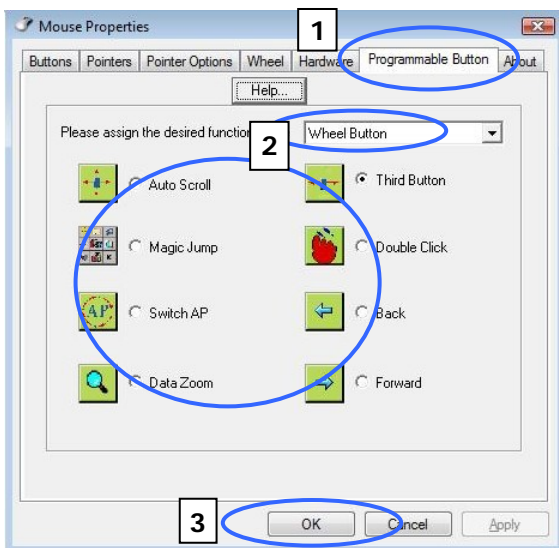 Mouse Properties
1
Buttons Pointers Pointer Options Wheel Hardware Programmable Button About
Help...
Please assign the desired function
2
Wheel Button
Auto Scroll
Third Button
Magic Jump
Double Click
AP
Switch AP
Back
Data Zoom
Forward
3
OK
Cancel
Apply